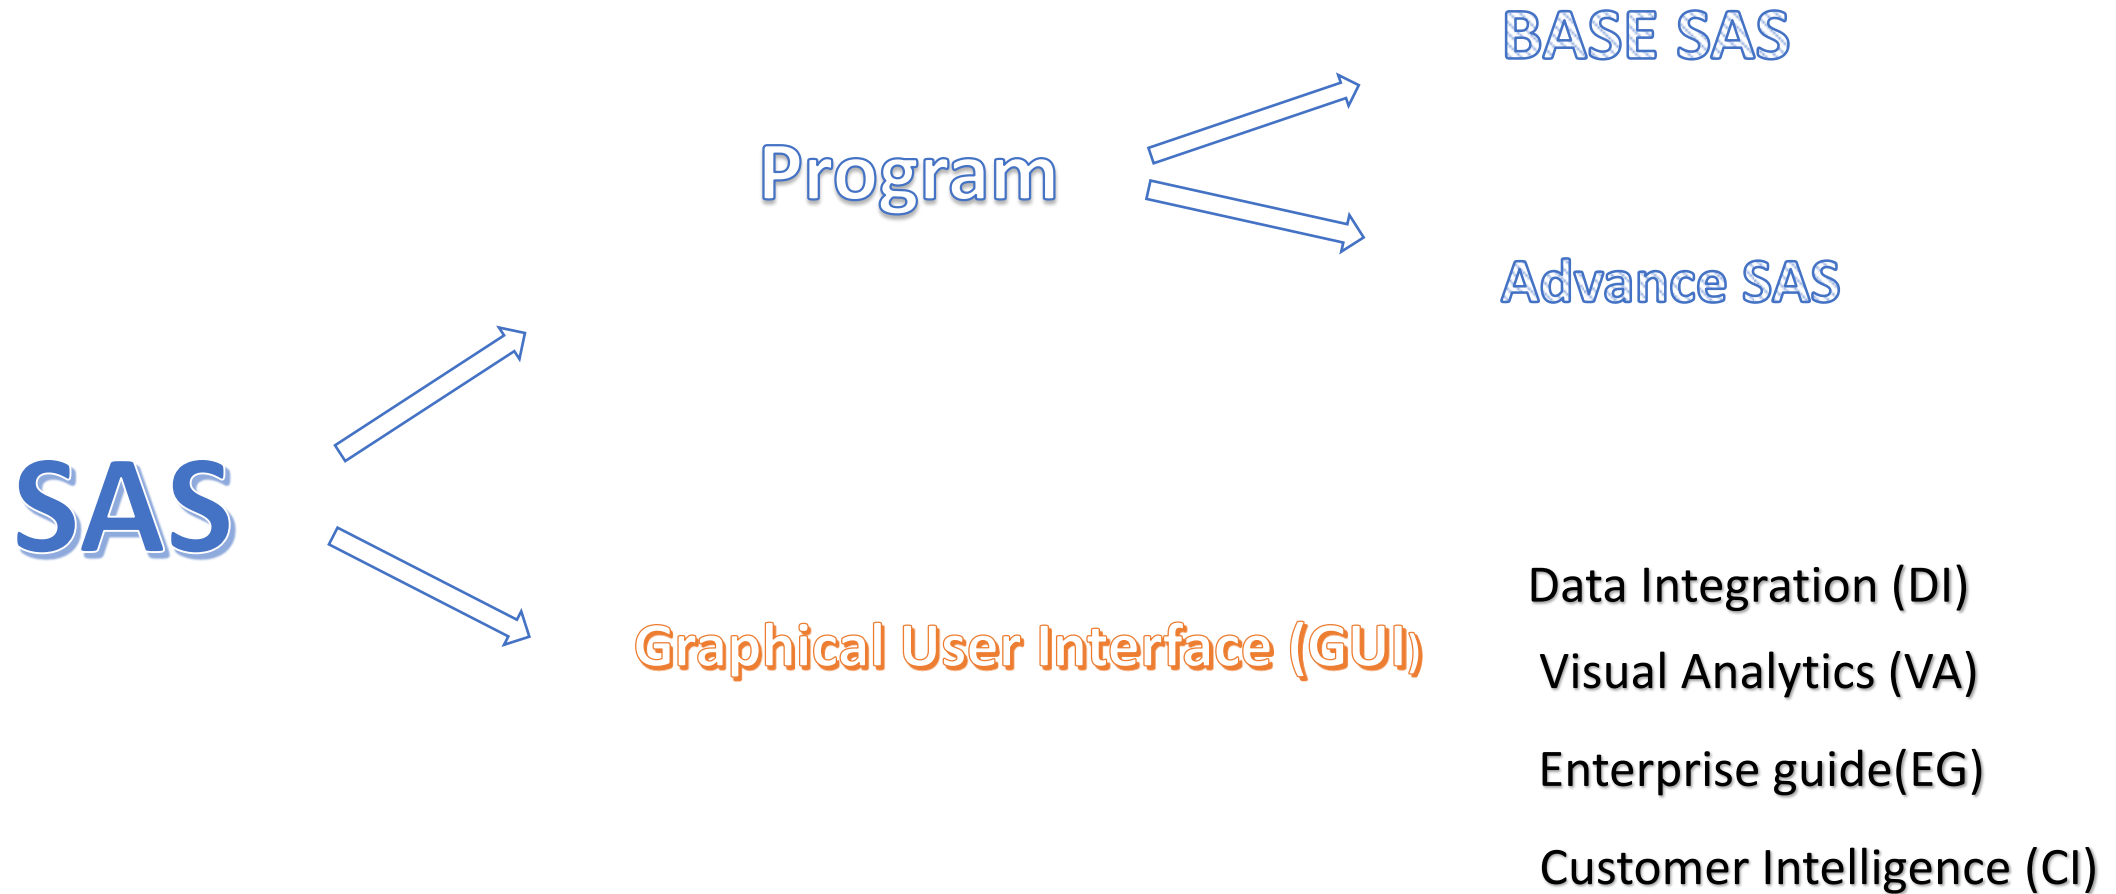 BASE SAS
Program
Advance SAS
SAS
Data Integration (DI)
Graphical User Interface (GUI)
Visual Analytics (VA)
Enterprise guide(EG)
Customer Intelligence (CI)